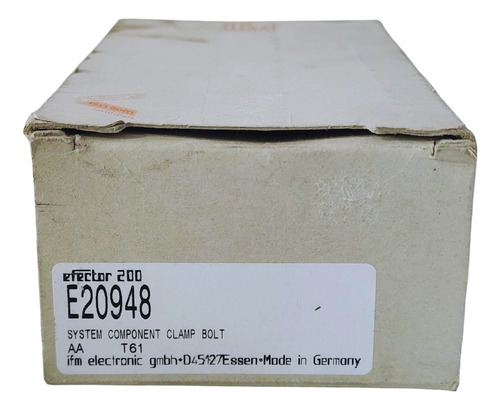 efector 200
E20948
SYSTEM COMPONENT CLAMP BOLT
AA T61
ifm electronic gmbh•D45127Essen•Made in Germany